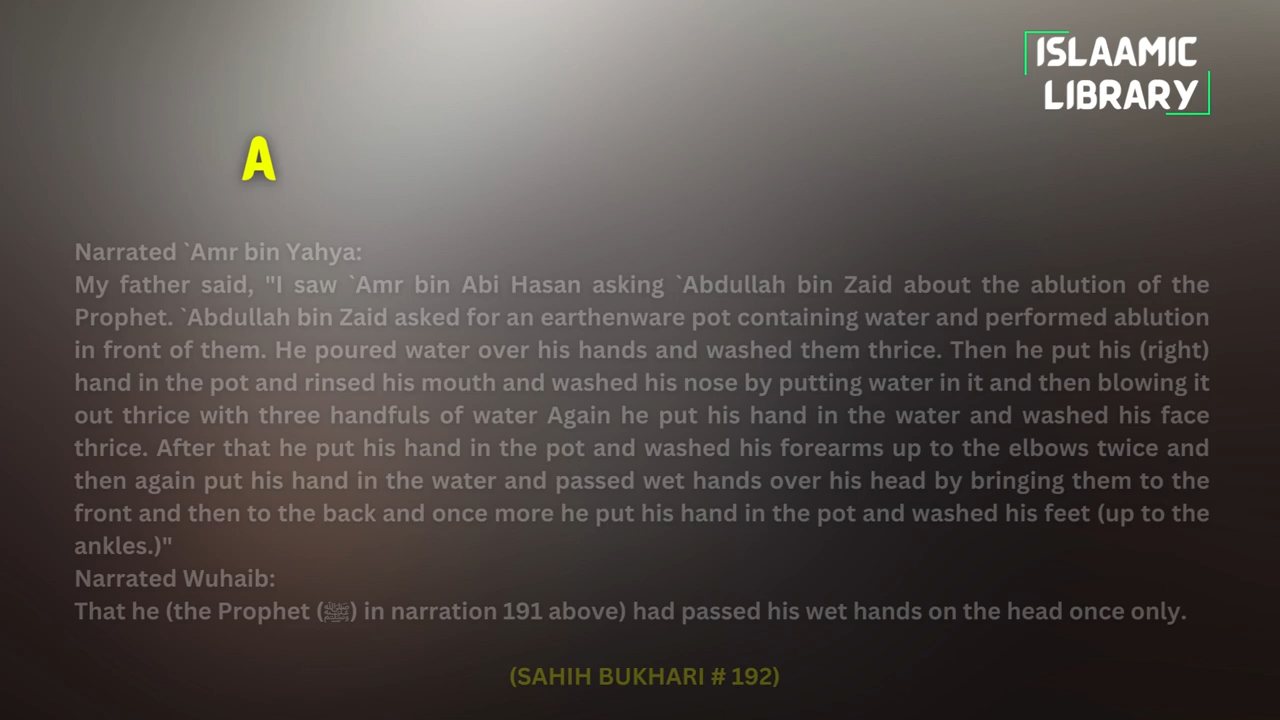 ISLAAMIC
LIBRARY
A
Narrated `Amr bin Yahya:
My father said, "I saw `Amr bin Abi Hasan asking `Abdullah bin Zaid about the ablution of the
Prophet. `Abdullah bin Zaid asked for an earthenware pot containing water and performed ablution
in front of them. He poured water over his hands and washed them thrice. Then he put his (right)
hand in the pot and rinsed his mouth and washed his nose by putting water in it and then blowing it
out thrice with three handfuls of water Again he put his hand in the water and washed his face
thrice. After that he put his hand in the pot and washed his forearms up to the elbows twice and
then again put his hand in the water and passed wet hands over his head by bringing them to the
front and then to the back and once more he put his hand in the pot and washed his feet (up to the
ankles.)"
Narrated Wuhaib:
That he (the Prophet (ﷺ) in narration 191 above) had passed his wet hands on the head once only.
(SAHIH BUKHARI # 192)